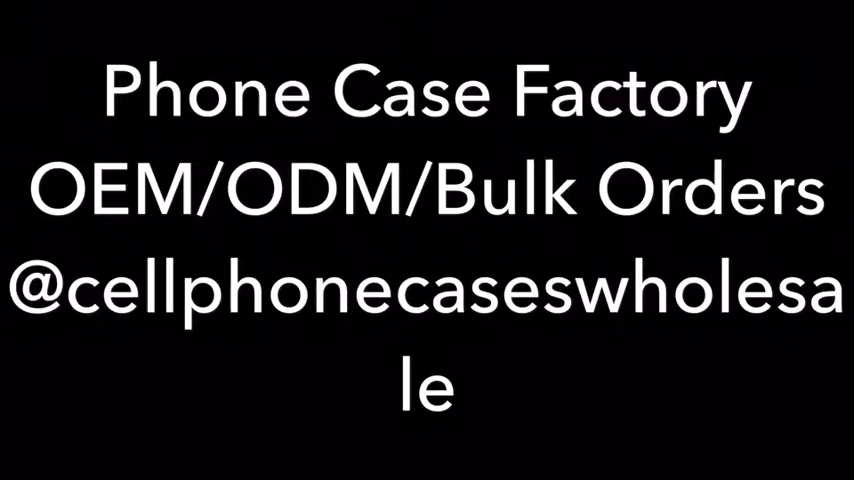 Phone Case Factory
OEM/ODM/Bulk Orders
@cellphonecaseswholesa
le